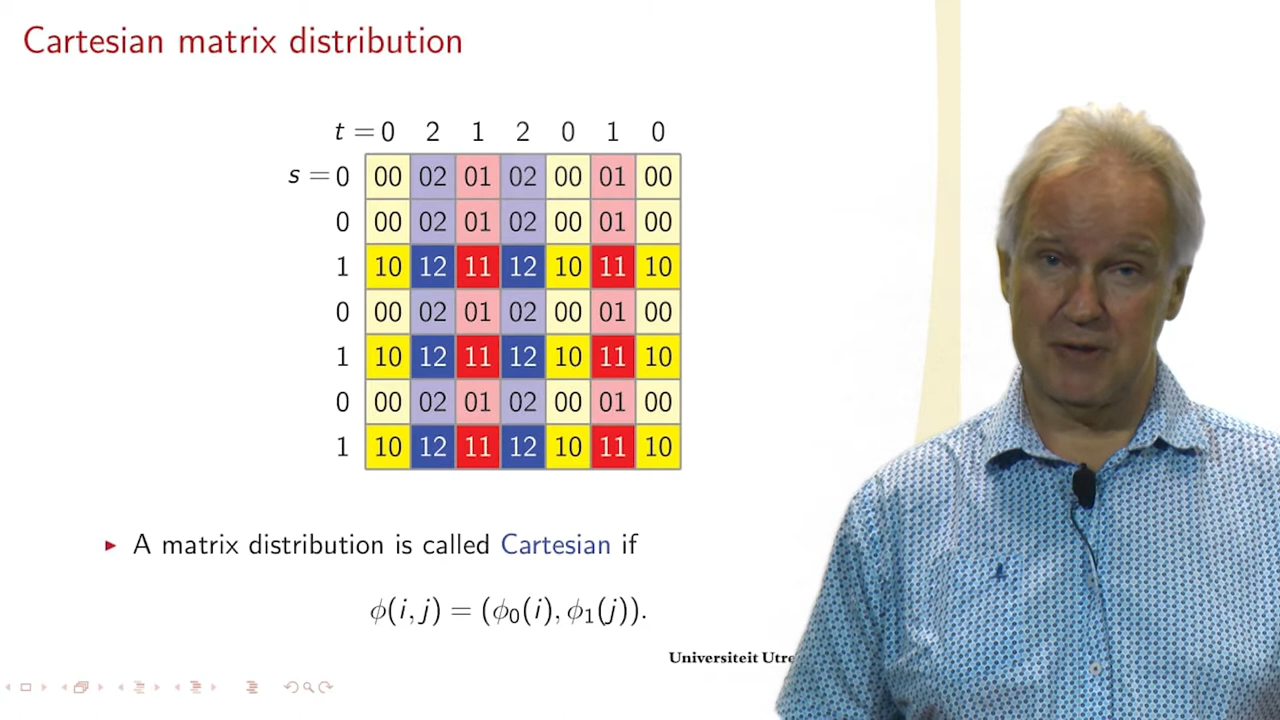 Cartesian matrix distribution
t = 0 2 1 2 0 1 0
s = 0 00 02 01 02 00 01 00
0 00 02 01 02 00 01 00
1 10 12 11 12 10 11 10
0 00 02 01 02 00 01 00
1 10 12 11 12 10 11 10
0 00 02 01 02 00 01 00
1 10 12 11 12 10 11 10
A matrix distribution is called Cartesian if
ϕ(i, j) = (ϕ₀(i), ϕ₁(j)).
Universiteit